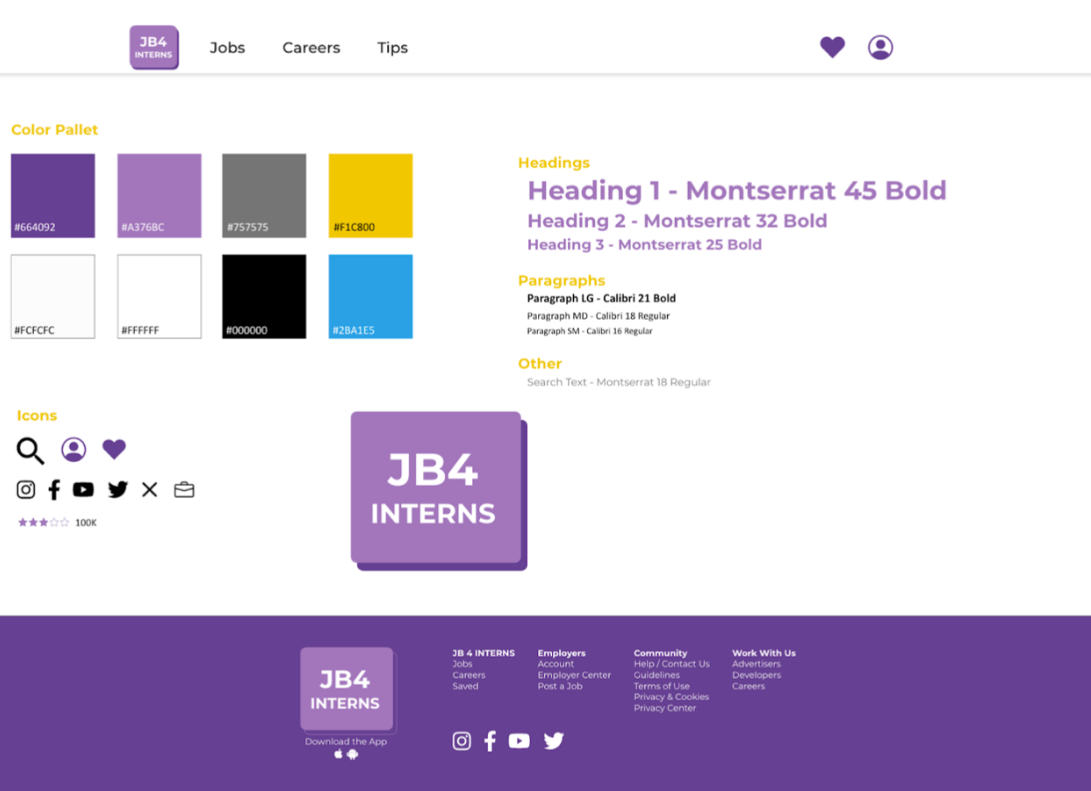 JB4
INTERNS
Jobs
Careers
Tips
Color Pallet
#664092
#A376BC
#757575
#F1C800
#FCFCFC
#FFFFFF
#000000
#2BA1E5
Headings
Heading 1 - Montserrat 45 Bold
Heading 2 - Montserrat 32 Bold
Heading 3 - Montserrat 25 Bold
Paragraphs
Paragraph LG - Calibri 21 Bold
Paragraph MD - Calibri 18 Regular
Paragraph SM - Calibri 16 Regular
Other
Search Text - Montserrat 18 Regular
Icons
100K
JB4
INTERNS
JB4
INTERNS
Download the App
JB 4 INTERNS
Jobs
Careers
Saved
Employers
Account
Employer Center
Post a Job
Community
Help / Contact Us
Guidelines
Terms of Use
Privacy & Cookies
Privacy Center
Work With Us
Advertisers
Developers
Careers